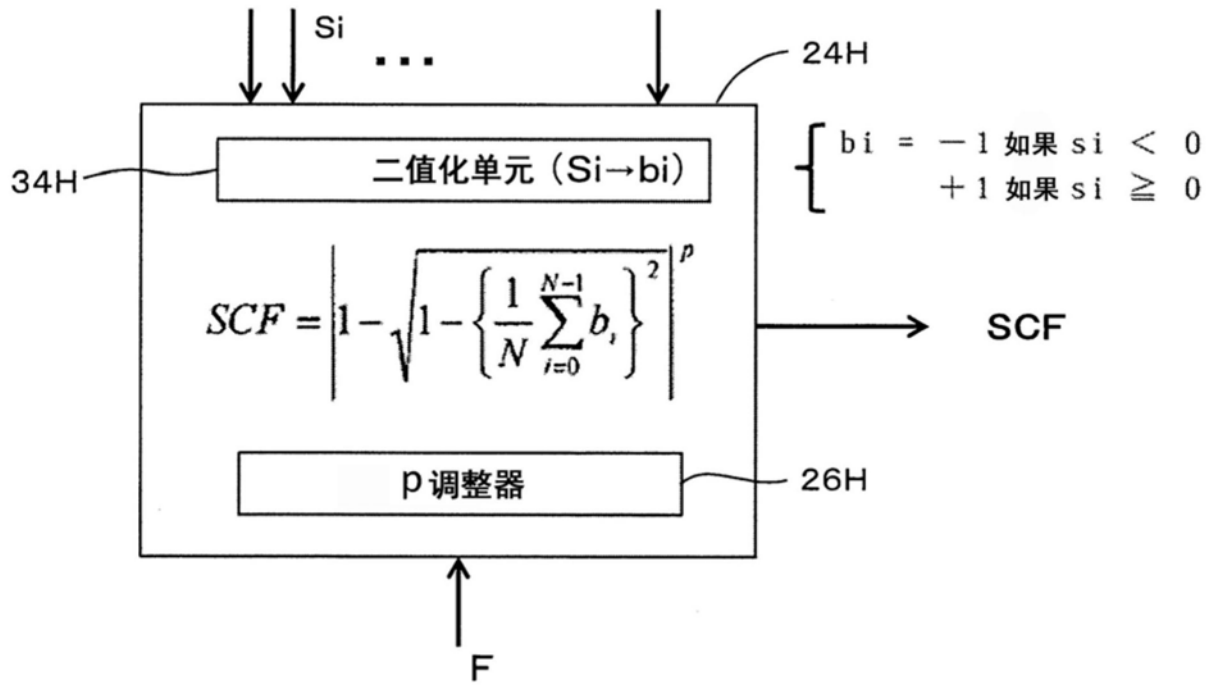 Si
...
24H
34H
二值化单元（Si→bi）
bi = －1 如果 si < 0
＋1 如果 si ≧ 0
SCF = |1-√(1-{1/N ∑_{i=0}^{N-1} b_i}^2)|^p
SCF
p调整器
26H
F